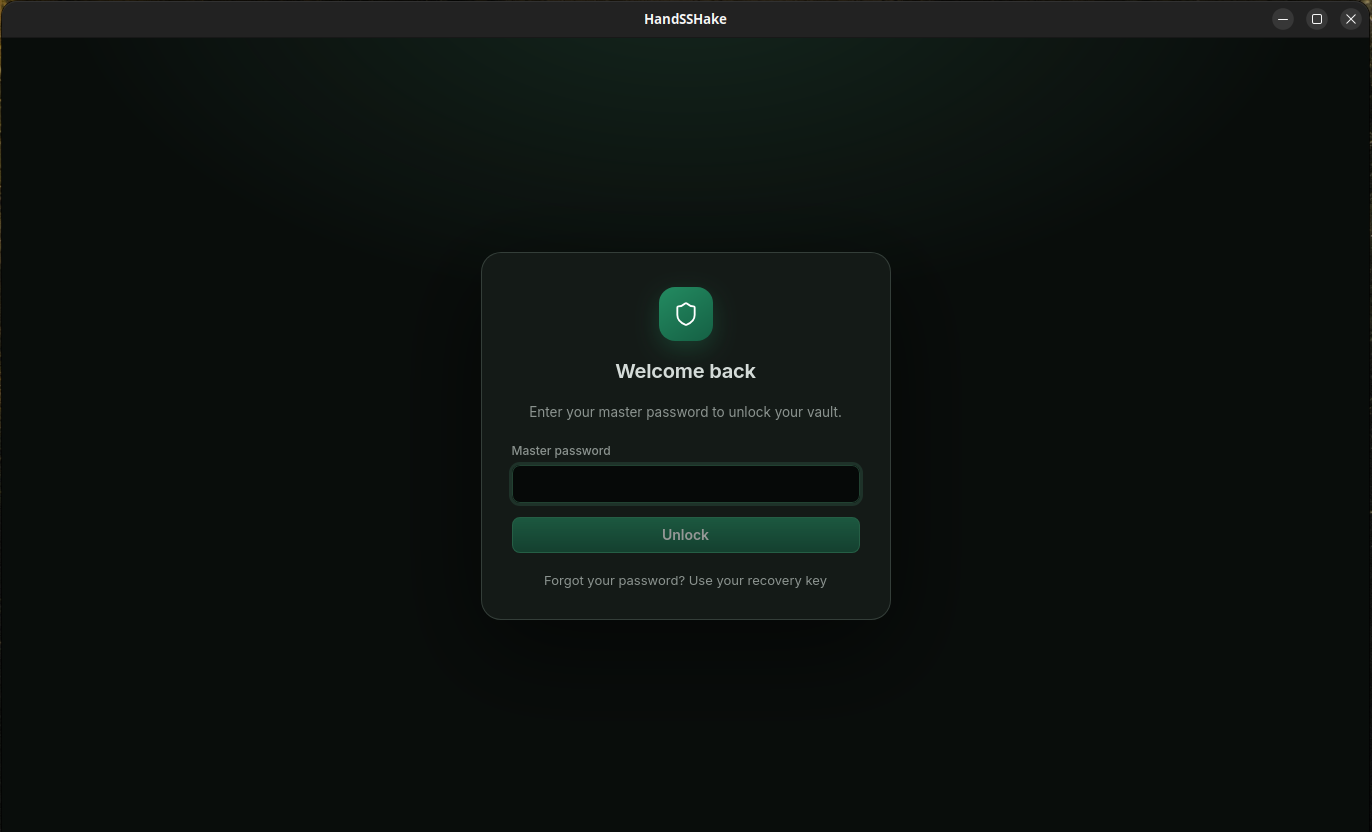 HandSSHake
Welcome back
Enter your master password to unlock your vault.
Master password
Unlock
Forgot your password? Use your recovery key